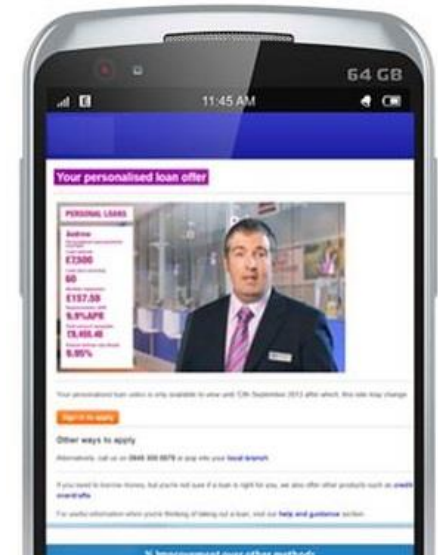 64 GB
11:45 AM
Your personalised loan offer
PERSONAL LOANS
Andrew
£7,500
60
£157.59
9.9%APR
£9,455.40
9.95%
Your personalised loan video is only available to view until 12th September 2012 after which, this rate may change
Sign in to apply
Other ways to apply
Alternatively, call us on 0845 300 0079 or pop into your local branch
If you need to borrow money, but you're not sure if a loan is right for you, we also offer other products such as credit
overdrafts
For useful information when you're thinking of taking out a loan, visit our help and guidance section
% Improvement over other methods